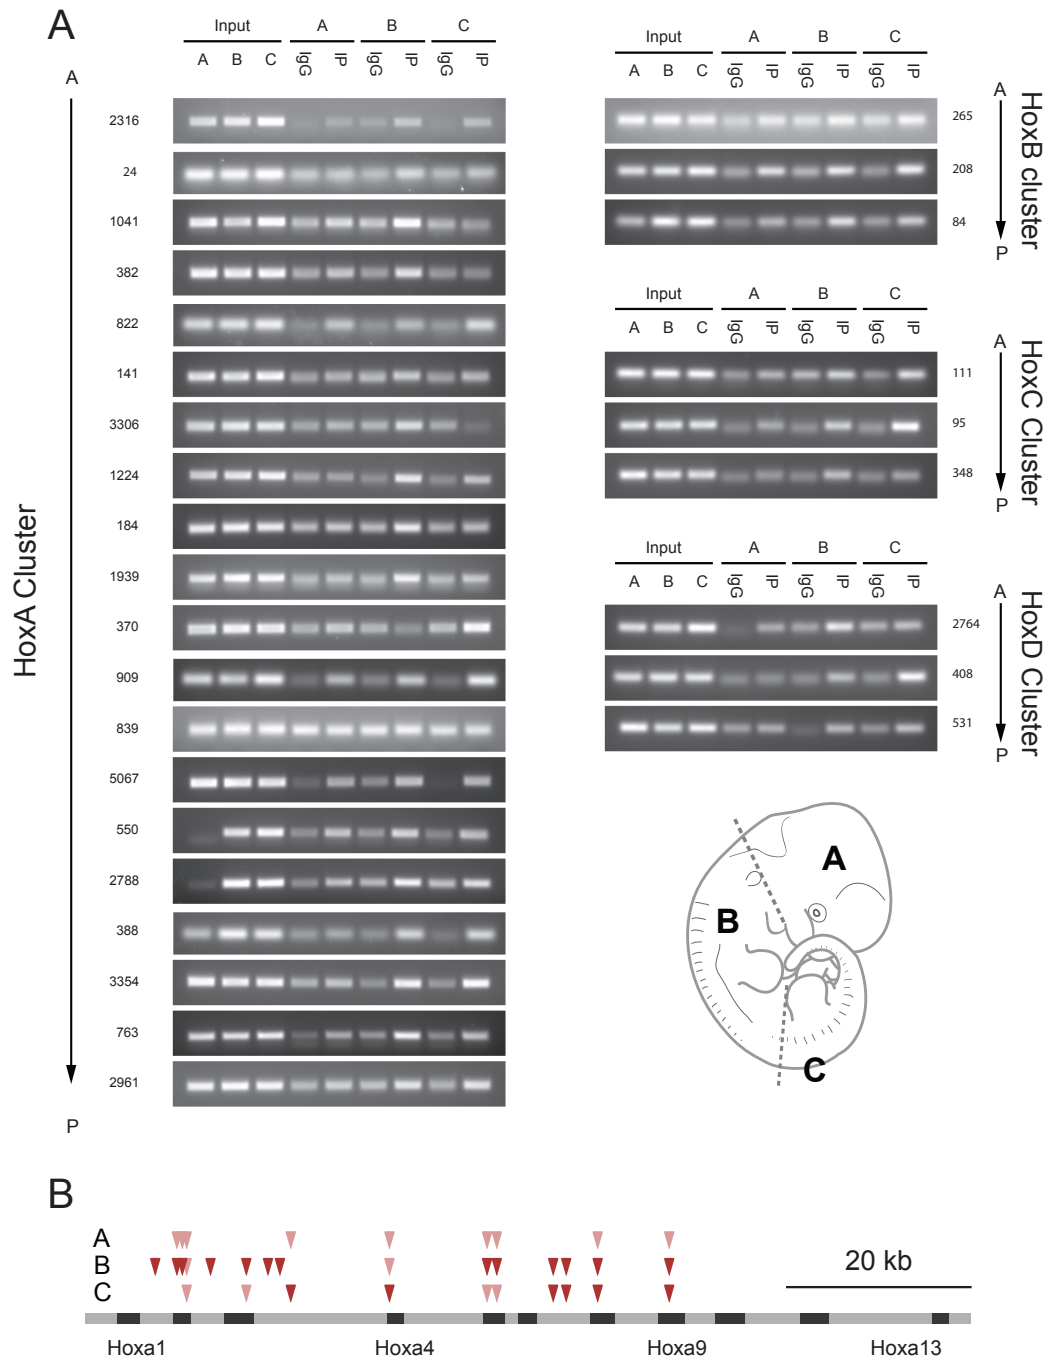 A
Input A B C
A B C IgG IP IgG IP IgG IP
A
2316
24
1041
382
822
141
3306
1224
184
1939
370
909
839
5067
550
2788
388
3354
763
2961
P
HoxA Cluster
Input A B C
A B C IgG IP IgG IP IgG IP
A
265
208
84
P
HoxB cluster
Input A B C
A B C IgG IP IgG IP IgG IP
A
111
95
348
P
HoxC Cluster
Input A B C
A B C IgG IP IgG IP IgG IP
A
2764
408
531
P
HoxD Cluster
A
B
C
B
A
B
C
20 kb
Hoxa1 Hoxa4 Hoxa9 Hoxa13